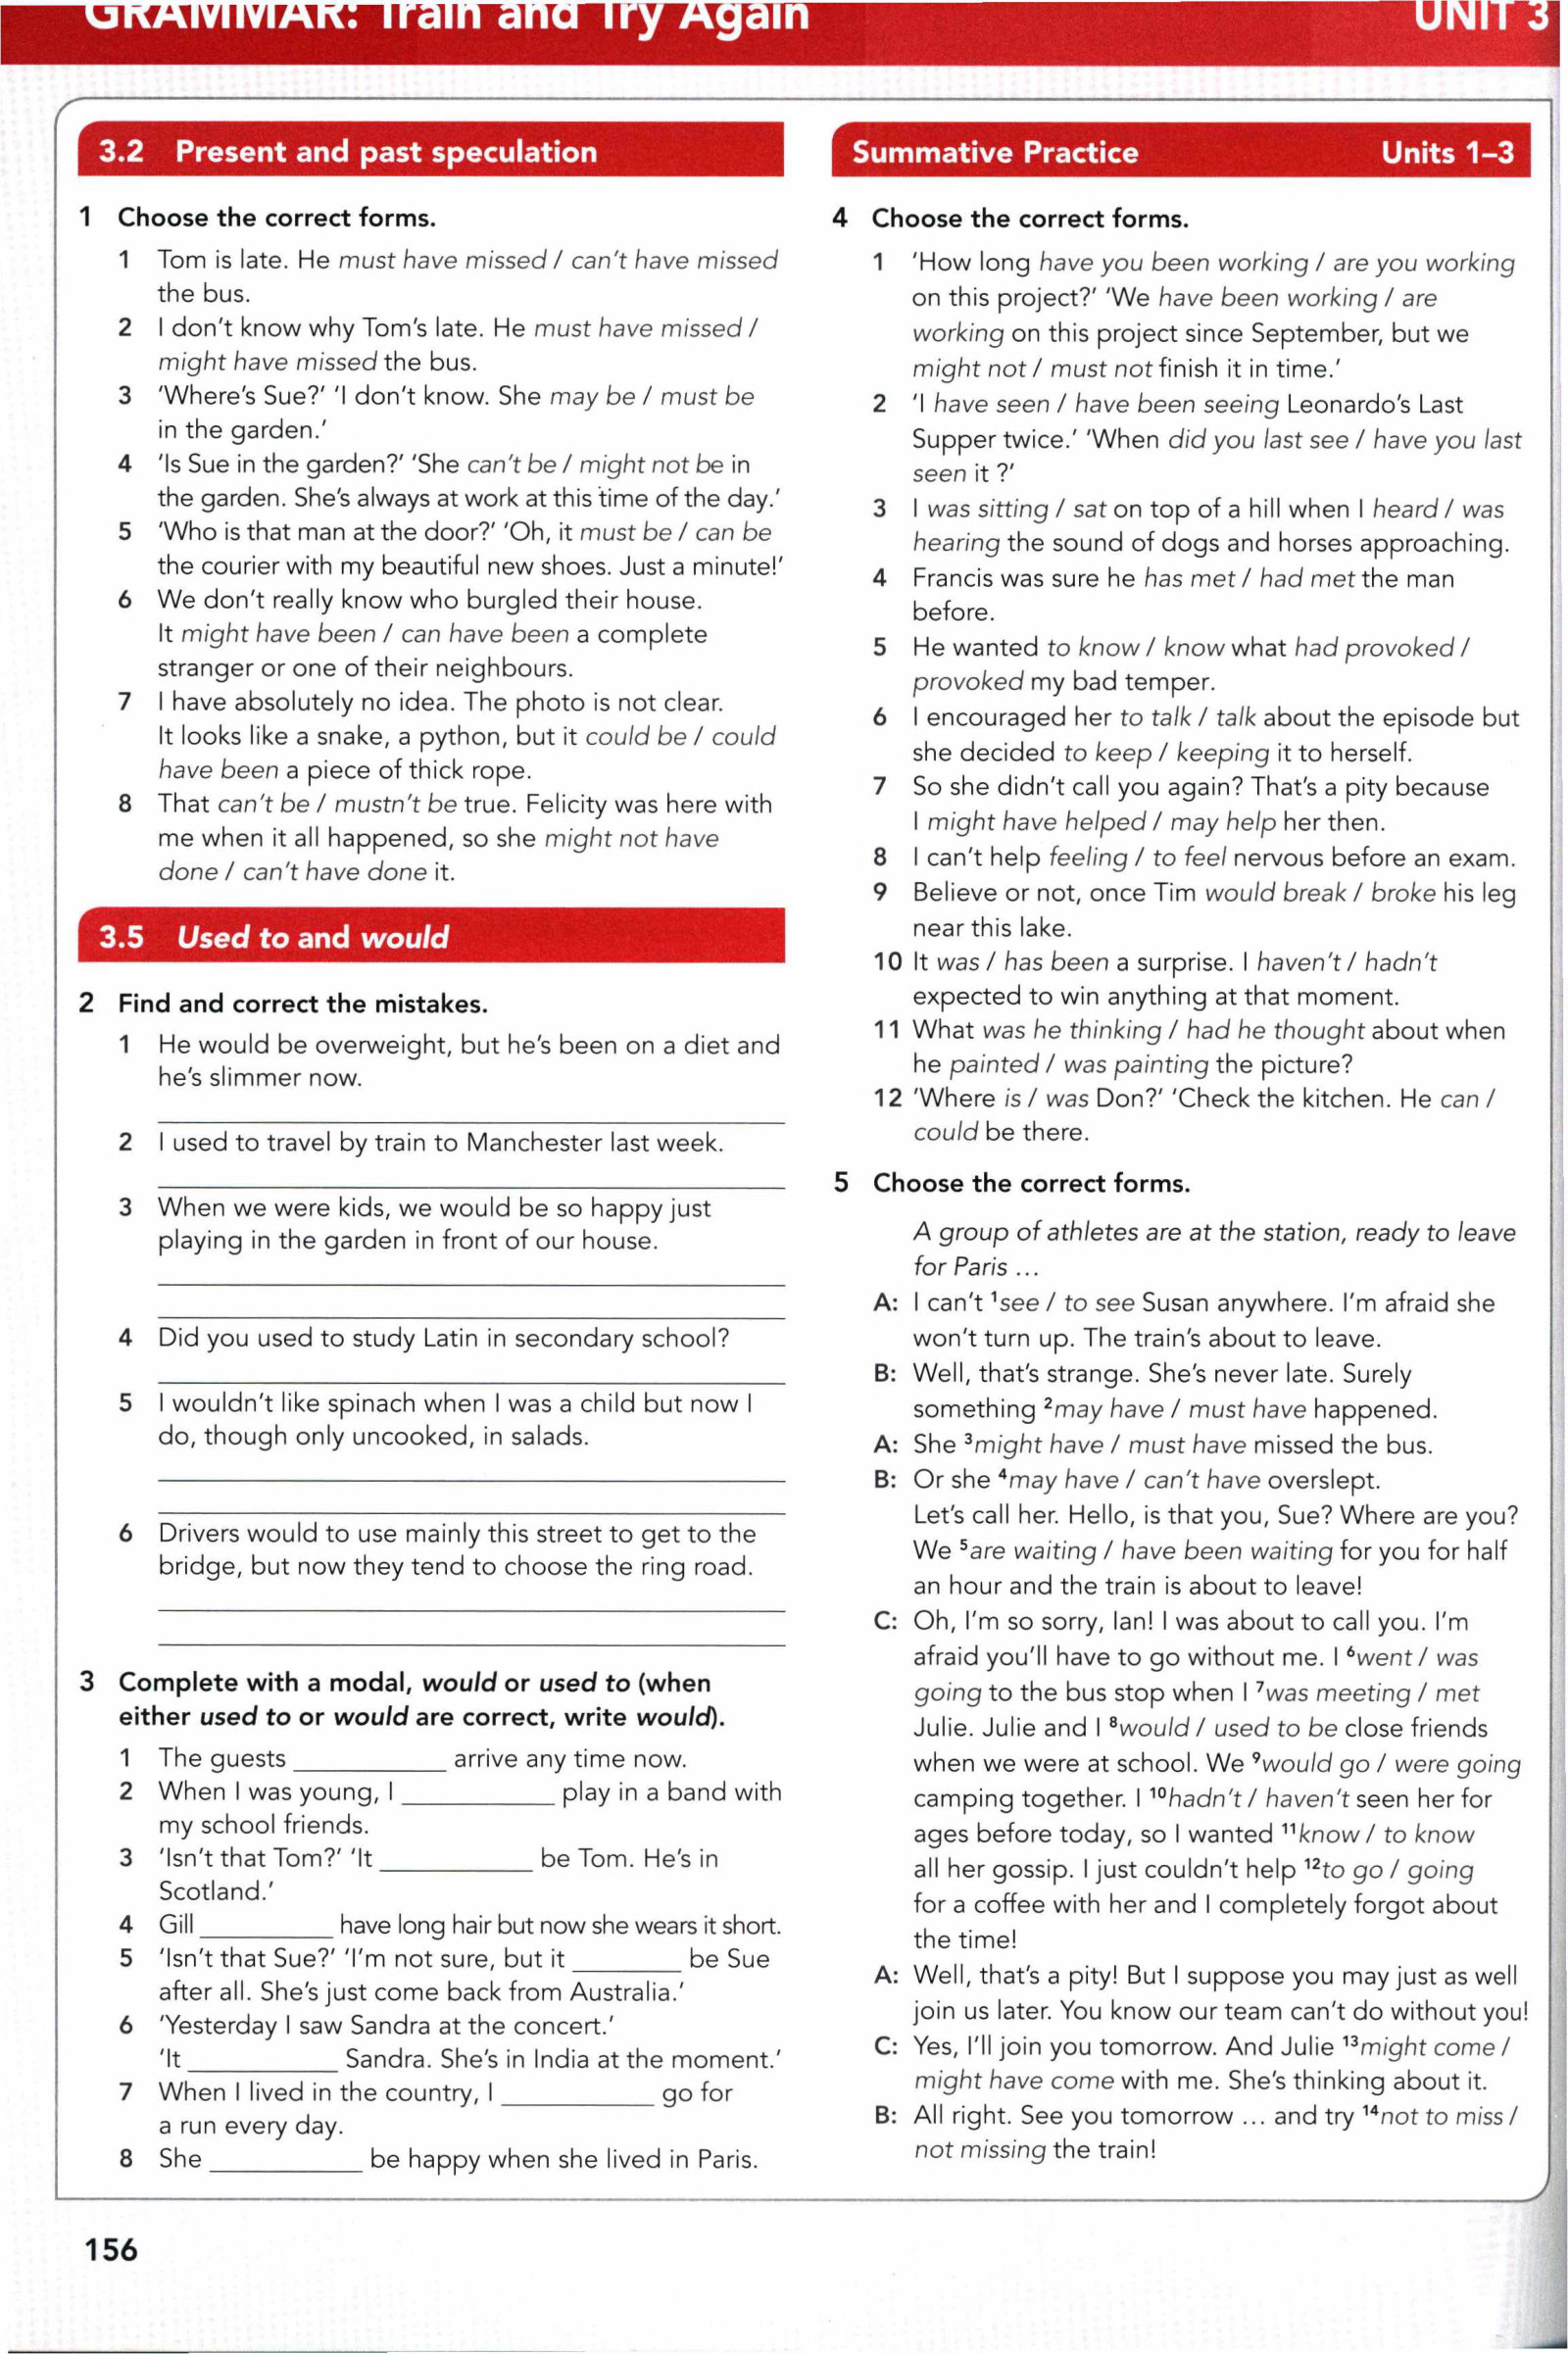 GRAMMAR: Train and Try Again
UNIT 3
3.2 Present and past speculation
1 Choose the correct forms.
1 Tom is late. He must have missed / can't have missed
the bus.
2 I don't know why Tom's late. He must have missed /
might have missed the bus.
3 'Where's Sue?' 'I don't know. She may be / must be
in the garden.'
4 'Is Sue in the garden?' 'She can't be / might not be in
the garden. She's always at work at this time of the day.'
5 'Who is that man at the door?' 'Oh, it must be / can be
the courier with my beautiful new shoes. Just a minute!'
6 We don't really know who burgled their house.
It might have been / can have been a complete
stranger or one of their neighbours.
7 I have absolutely no idea. The photo is not clear.
It looks like a snake, a python, but it could be / could
have been a piece of thick rope.
8 That can't be / mustn't be true. Felicity was here with
me when it all happened, so she might not have
done / can't have done it.
3.5 Used to and would
2 Find and correct the mistakes.
1 He would be overweight, but he's been on a diet and
he's slimmer now.
2 I used to travel by train to Manchester last week.
3 When we were kids, we would be so happy just
playing in the garden in front of our house.
4 Did you used to study Latin in secondary school?
5 I wouldn't like spinach when I was a child but now I
do, though only uncooked, in salads.
6 Drivers would to use mainly this street to get to the
bridge, but now they tend to choose the ring road.
3 Complete with a modal, would or used to (when
either used to or would are correct, write would).
1 The guests ____________ arrive any time now.
2 When I was young, I ____________ play in a band with
my school friends.
3 'Isn't that Tom?' 'It ____________ be Tom. He's in
Scotland.'
4 Gill ____________ have long hair but now she wears it short.
5 'Isn't that Sue?' 'I'm not sure, but it ____________ be Sue
after all. She's just come back from Australia.'
6 'Yesterday I saw Sandra at the concert.'
'It ____________ Sandra. She's in India at the moment.'
7 When I lived in the country, I ____________ go for
a run every day.
8 She ____________ be happy when she lived in Paris.
Summative Practice Units 1–3
4 Choose the correct forms.
1 'How long have you been working / are you working
on this project?' 'We have been working / are
working on this project since September, but we
might not / must not finish it in time.'
2 'I have seen / have been seeing Leonardo's Last
Supper twice.' 'When did you last see / have you last
seen it ?'
3 I was sitting / sat on top of a hill when I heard / was
hearing the sound of dogs and horses approaching.
4 Francis was sure he has met / had met the man
before.
5 He wanted to know / know what had provoked /
provoked my bad temper.
6 I encouraged her to talk / talk about the episode but
she decided to keep / keeping it to herself.
7 So she didn't call you again? That's a pity because
I might have helped / may help her then.
8 I can't help feeling / to feel nervous before an exam.
9 Believe or not, once Tim would break / broke his leg
near this lake.
10 It was / has been a surprise. I haven't / hadn't
expected to win anything at that moment.
11 What was he thinking / had he thought about when
he painted / was painting the picture?
12 'Where is / was Don?' 'Check the kitchen. He can /
could be there.
5 Choose the correct forms.
A group of athletes are at the station, ready to leave
for Paris ...
A: I can't ¹see / to see Susan anywhere. I'm afraid she
won't turn up. The train's about to leave.
B: Well, that's strange. She's never late. Surely
something ²may have / must have happened.
A: She ³might have / must have missed the bus.
B: Or she ⁴may have / can't have overslept.
Let's call her. Hello, is that you, Sue? Where are you?
We ⁵are waiting / have been waiting for you for half
an hour and the train is about to leave!
C: Oh, I'm so sorry, Ian! I was about to call you. I'm
afraid you'll have to go without me. I ⁶went / was
going to the bus stop when I ⁷was meeting / met
Julie. Julie and I ⁸would / used to be close friends
when we were at school. We ⁹would go / were going
camping together. I ¹⁰hadn't / haven't seen her for
ages before today, so I wanted ¹¹know / to know
all her gossip. I just couldn't help ¹²to go / going
for a coffee with her and I completely forgot about
the time!
A: Well, that's a pity! But I suppose you may just as well
join us later. You know our team can't do without you!
C: Yes, I'll join you tomorrow. And Julie ¹³might come /
might have come with me. She's thinking about it.
B: All right. See you tomorrow ... and try ¹⁴not to miss /
not missing the train!
156